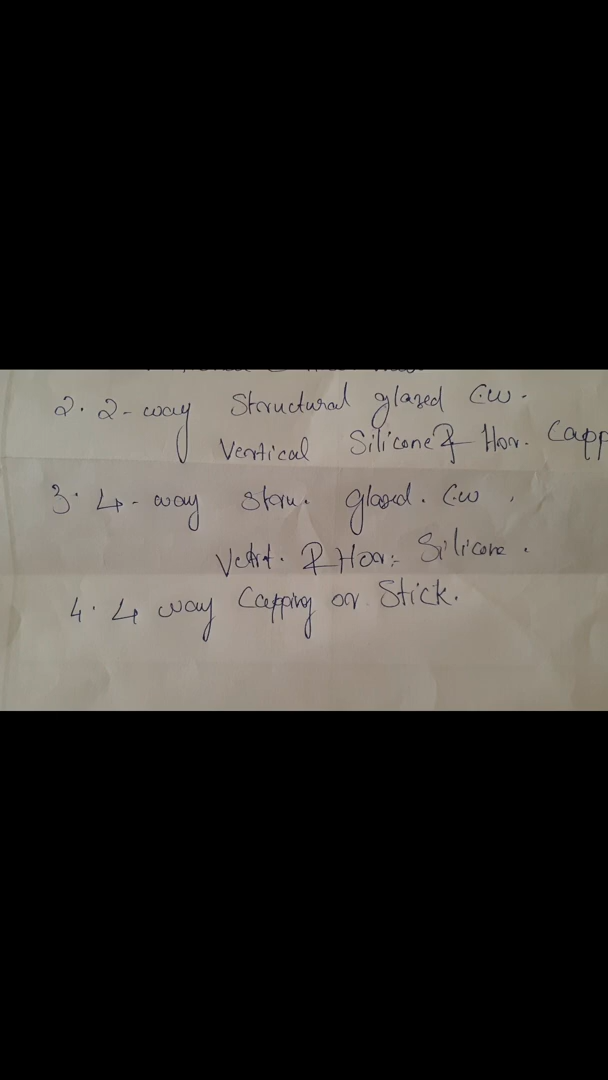 2. 2-way Structural glazed C.W.
Vertical Silicone & Hor. Capp
3. 4-way Stru. glazed. C.W.
Vetrt. & Hor:- Silicone.
4. 4 way Capping or Stick.